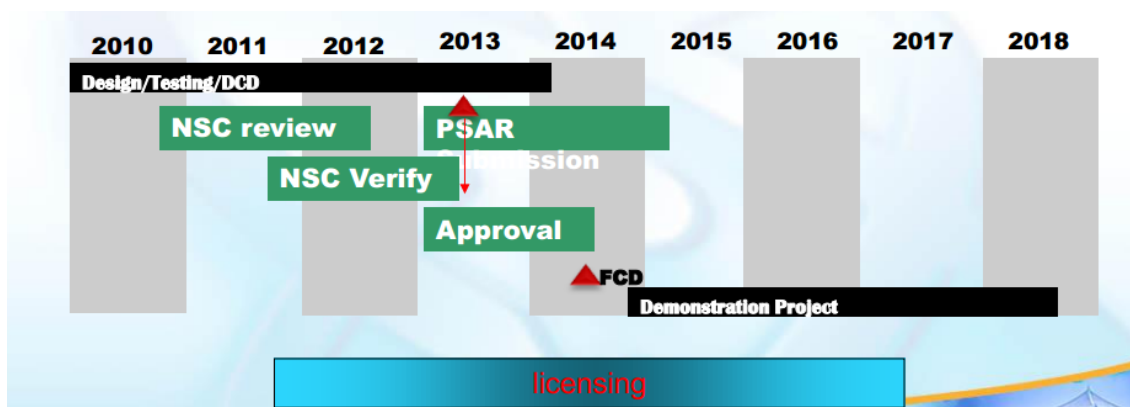 2010 2011 2012 2013 2014 2015 2016 2017 2018
Design/Testing/DCD
NSC review
PSAR
Submission
NSC Verify
Approval
FCD
Demonstration Project
licensing